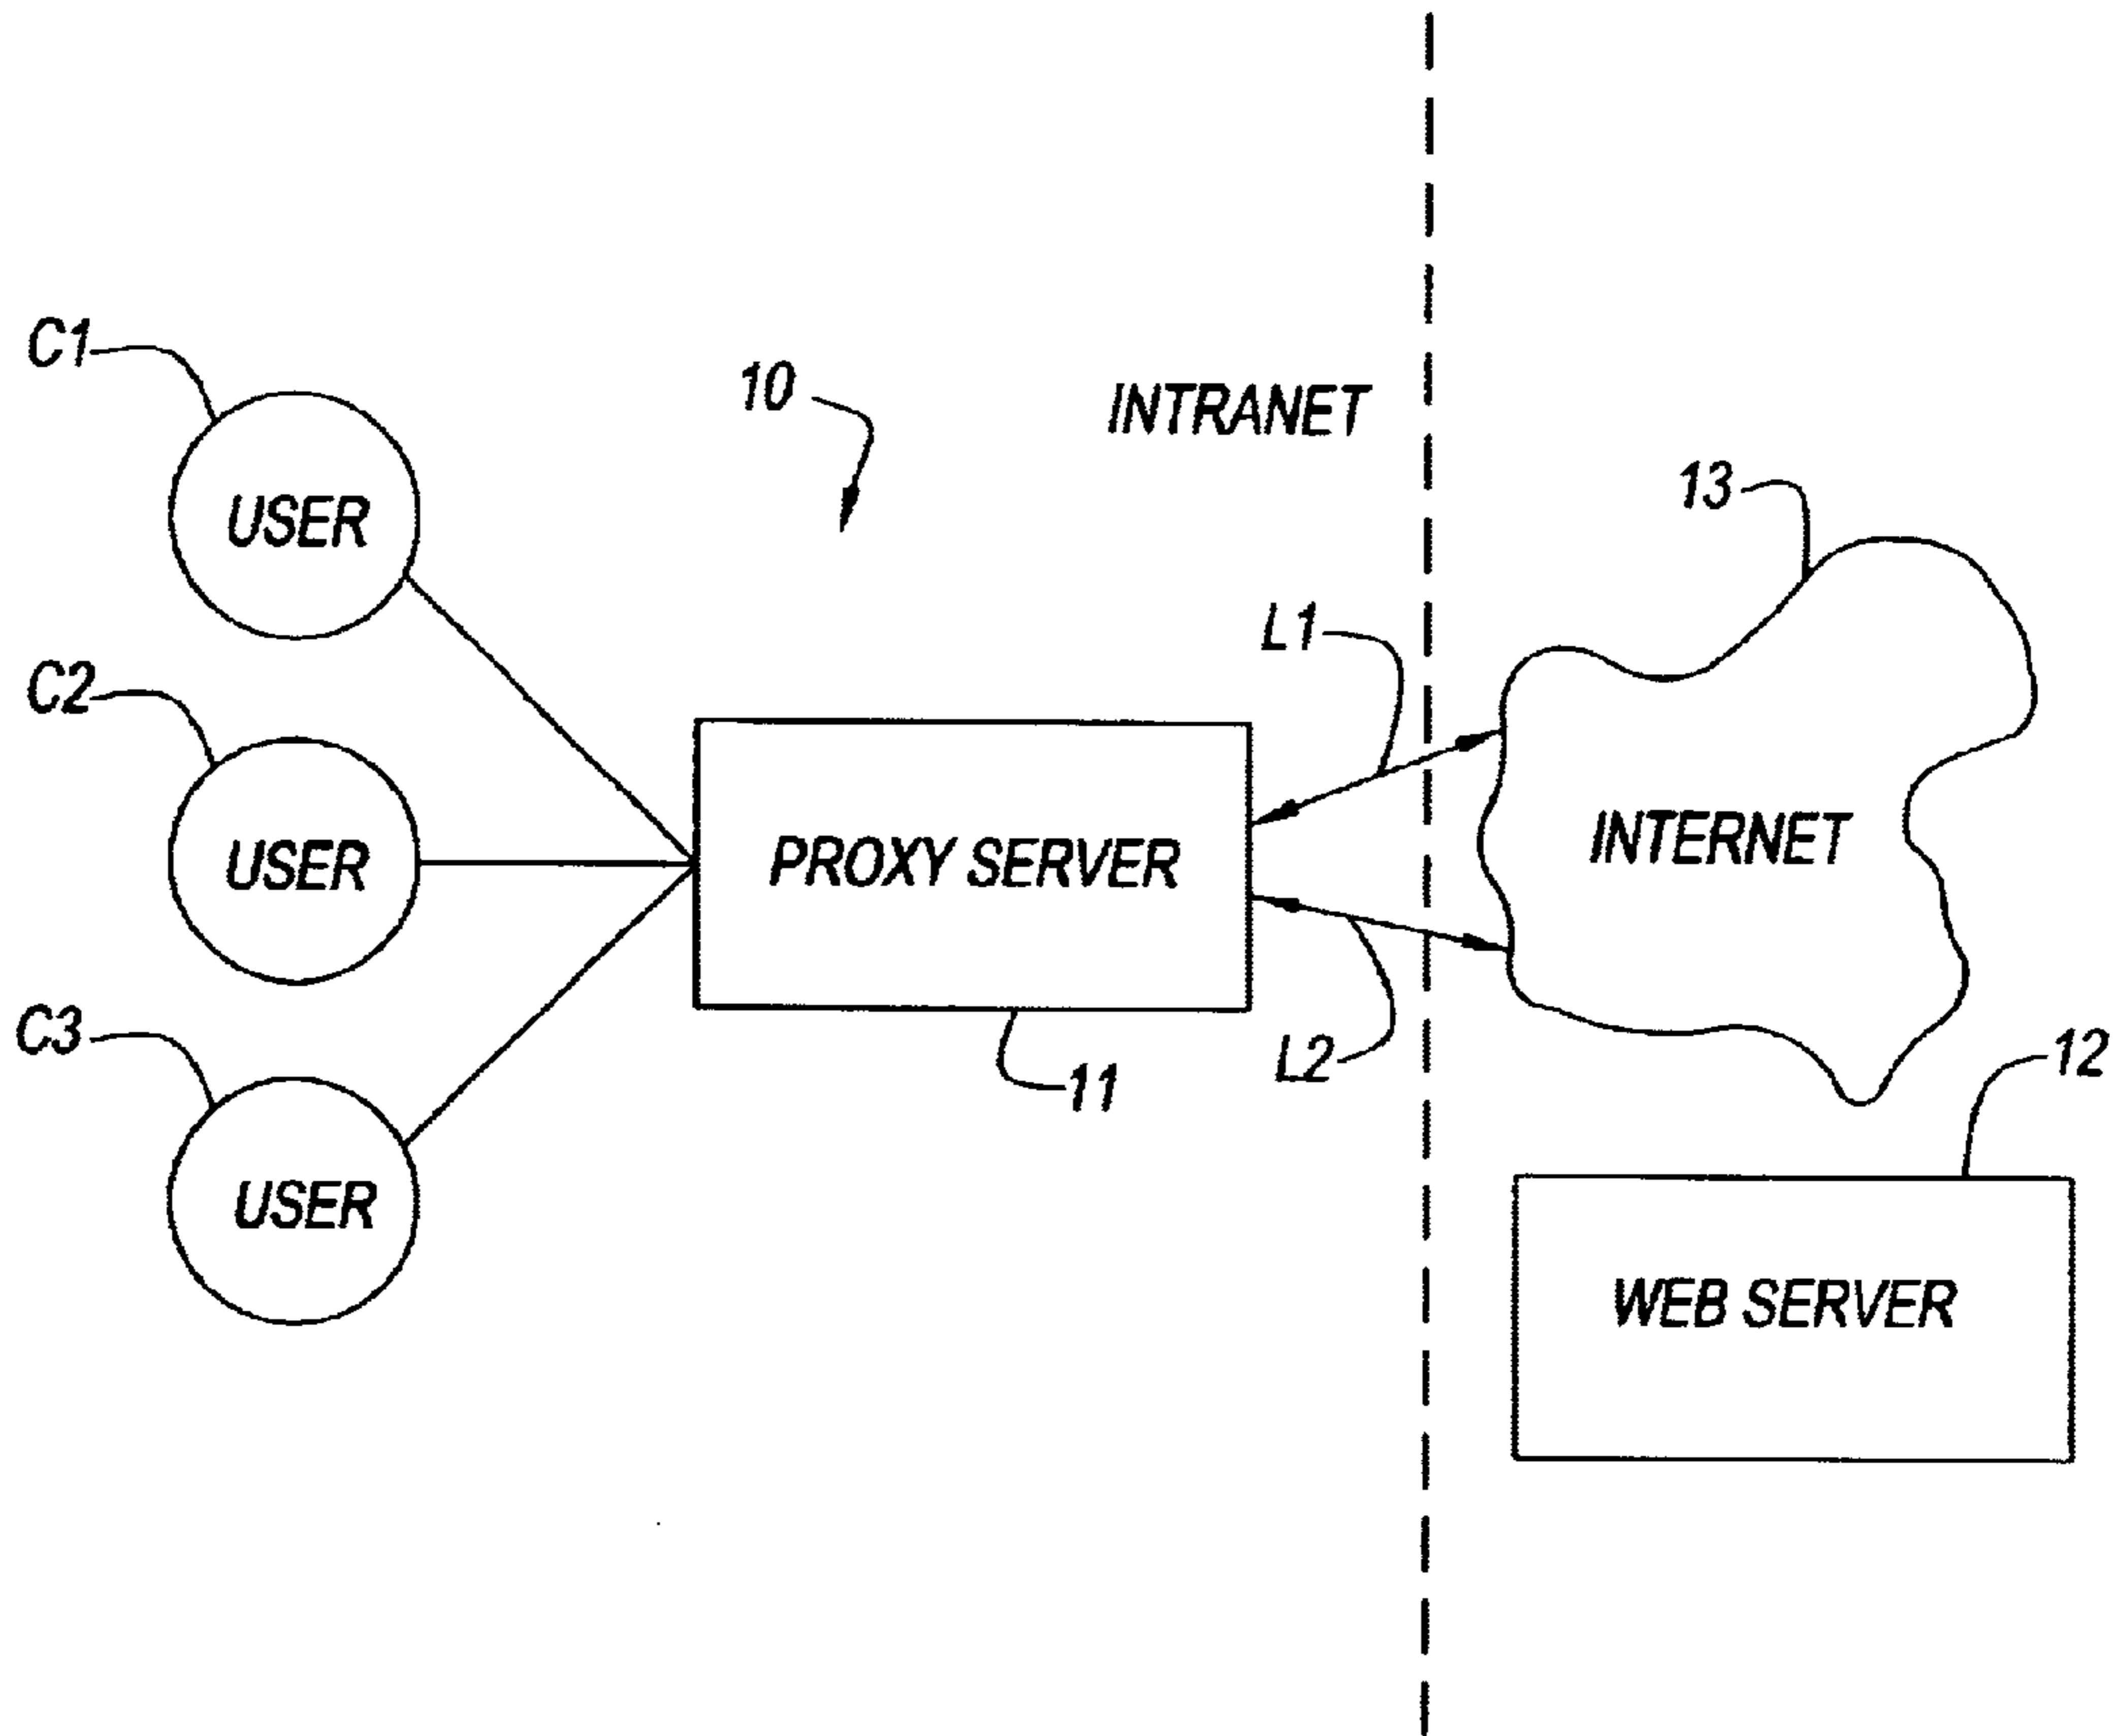 C1
USER
10
INTRANET
13
L1
C2
USER
PROXY SERVER
INTERNET
C3
L2
11
12
USER
WEB SERVER